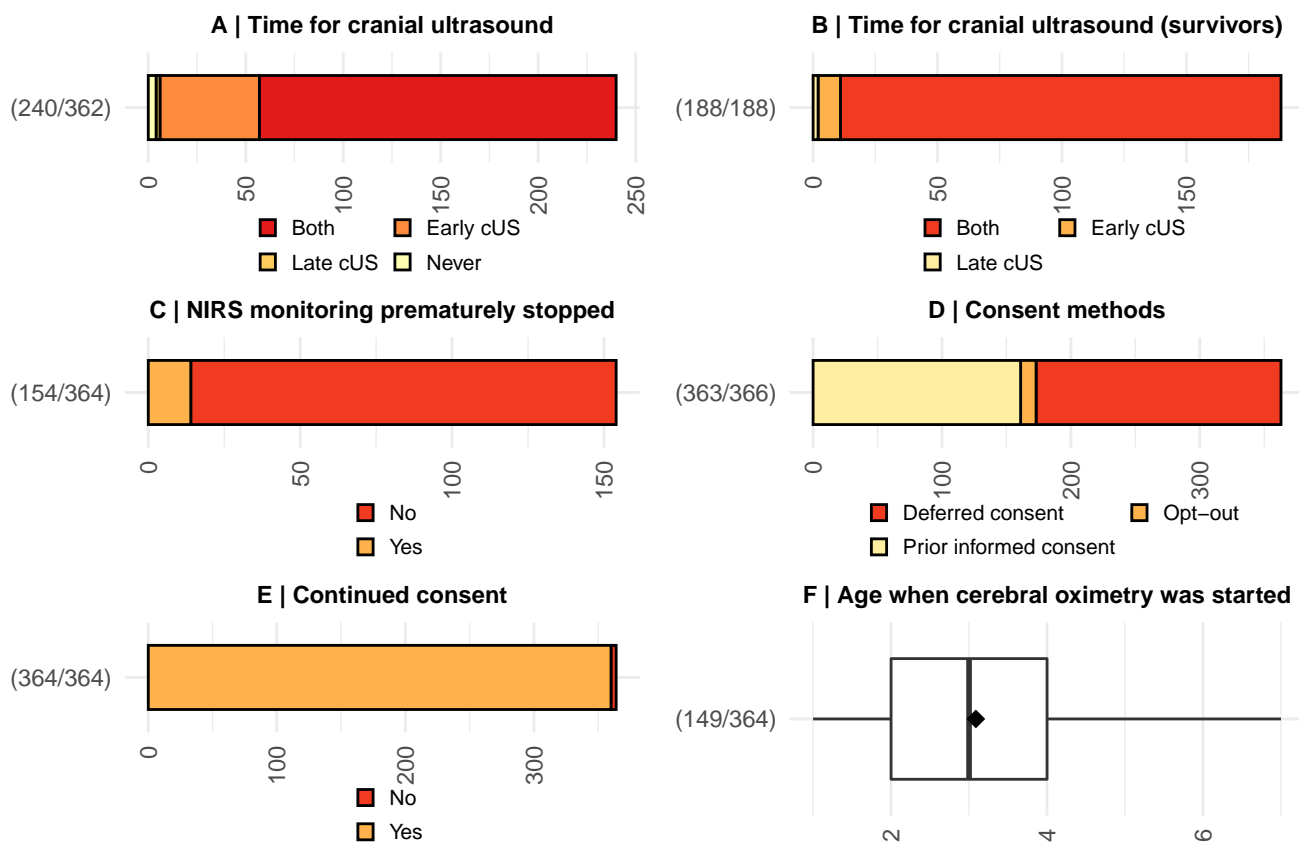 A | Time for cranial ultrasound
(240/362)
0 50 100 150 200 250
Both Early cUS
Late cUS Never
B | Time for cranial ultrasound (survivors)
(188/188)
0 50 100 150
Both Early cUS
Late cUS
C | NIRS monitoring prematurely stopped
(154/364)
0 50 100 150
No
Yes
D | Consent methods
(363/366)
0 100 200 300
Deferred consent Opt−out
Prior informed consent
E | Continued consent
(364/364)
0 100 200 300
No
Yes
F | Age when cerebral oximetry was started
(149/364)
2 4 6